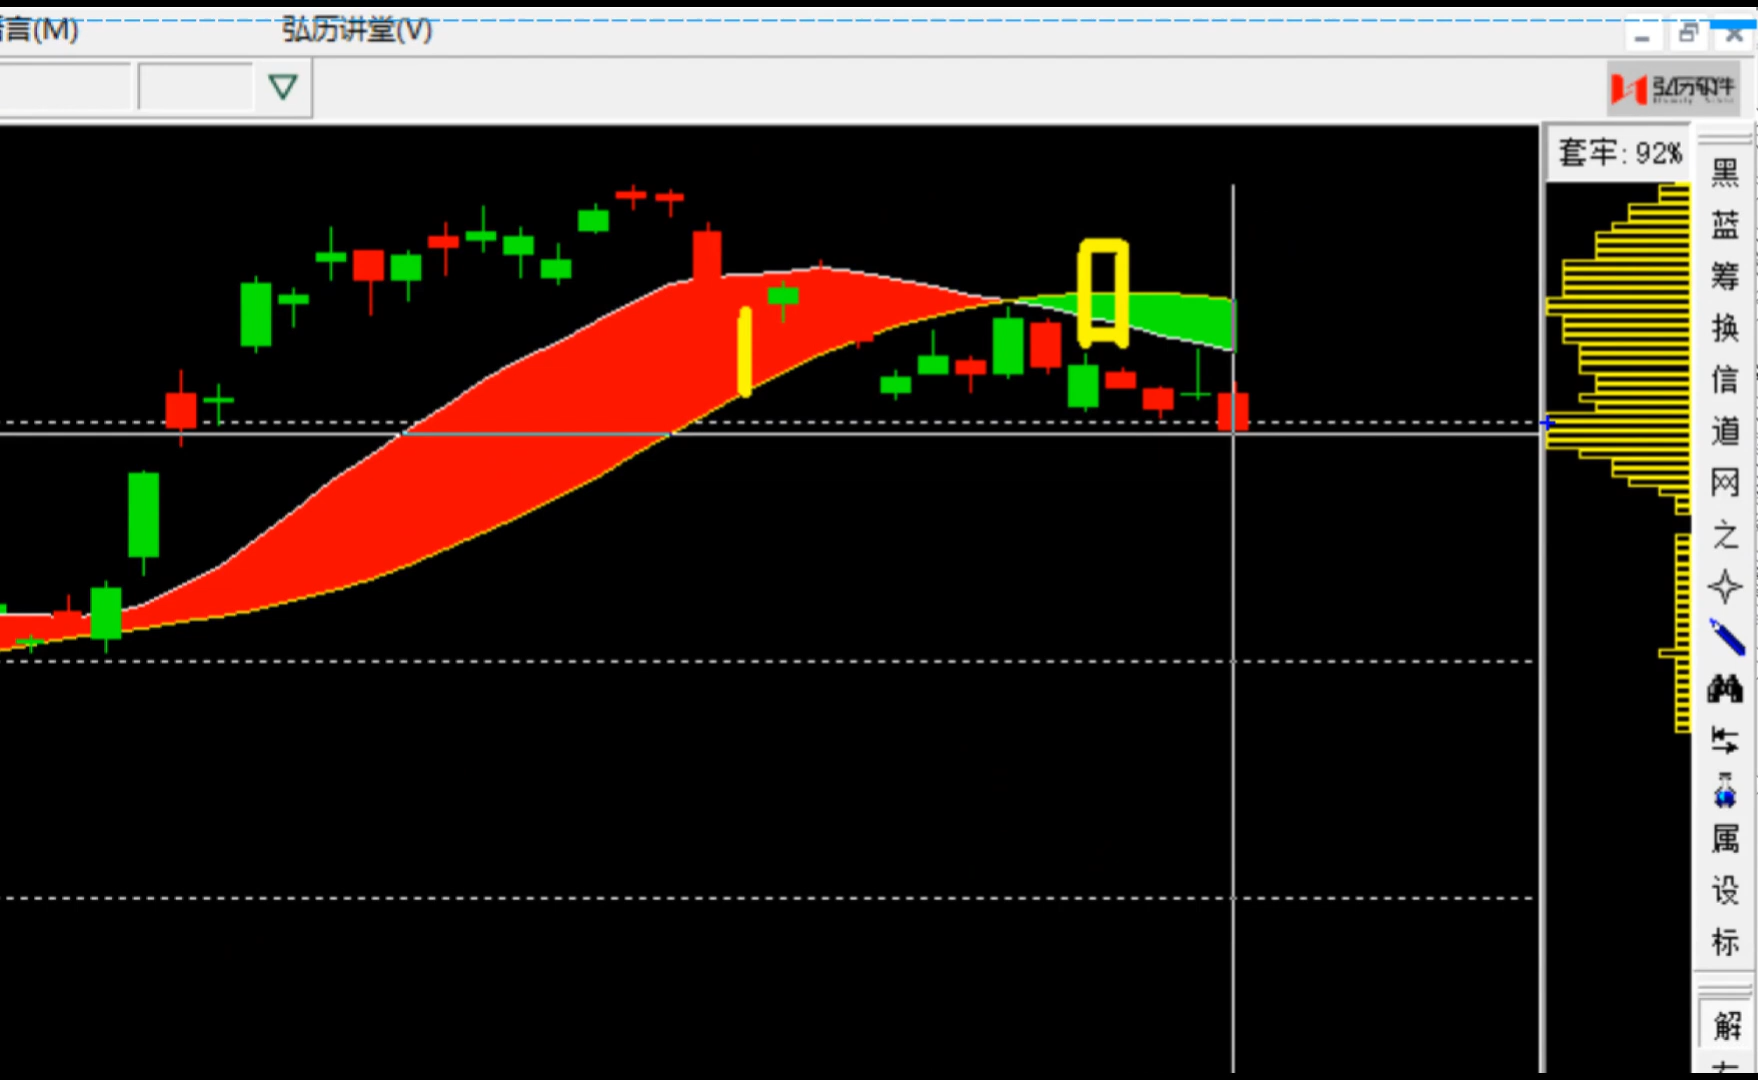 言(M) 弘历讲堂(V)
弘历软件
套牢:92%
黑
蓝
筹
换
信
道
网
之
属
设
标
解